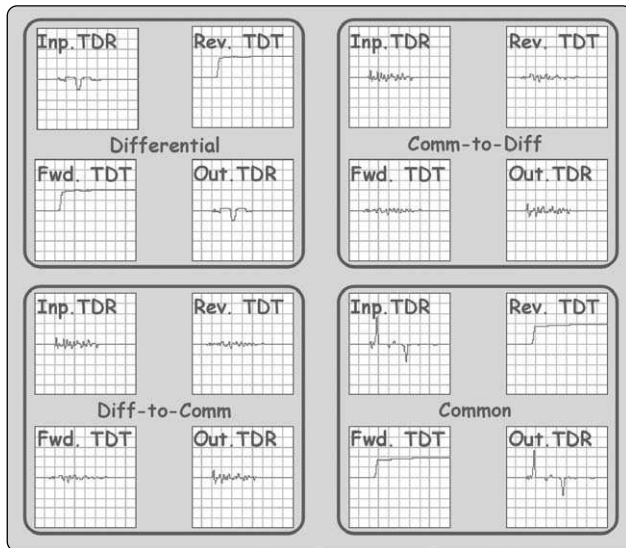 Inp.TDR
Rev. TDT
Differential
Fwd. TDT
Out.TDR
Inp.TDR
Rev. TDT
Comm-to-Diff
Fwd. TDT
Out.TDR
Inp.TDR
Rev. TDT
Diff-to-Comm
Fwd. TDT
Out.TDR
Inp.TDR
Rev. TDT
Common
Fwd. TDT
Out.TDR